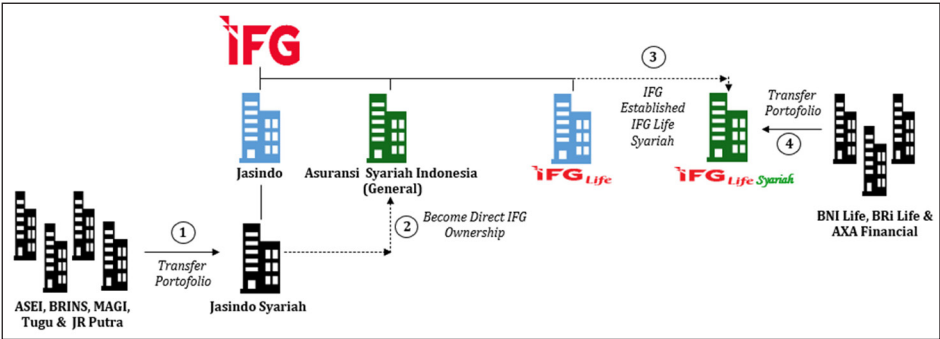 IFG
3
IFG
Established
IFG Life
Syariah
Transfer
Portofolio
4
Jasindo
Asuransi Syariah Indonesia
(General)
IFG Life
IFG Life Syariah
BNI Life, BRi Life &
AXA Financial
1
Transfer
Portofolio
2
Become Direct IFG
Ownership
ASEI, BRINS, MAGI,
Tugu & JR Putra
Jasindo Syariah